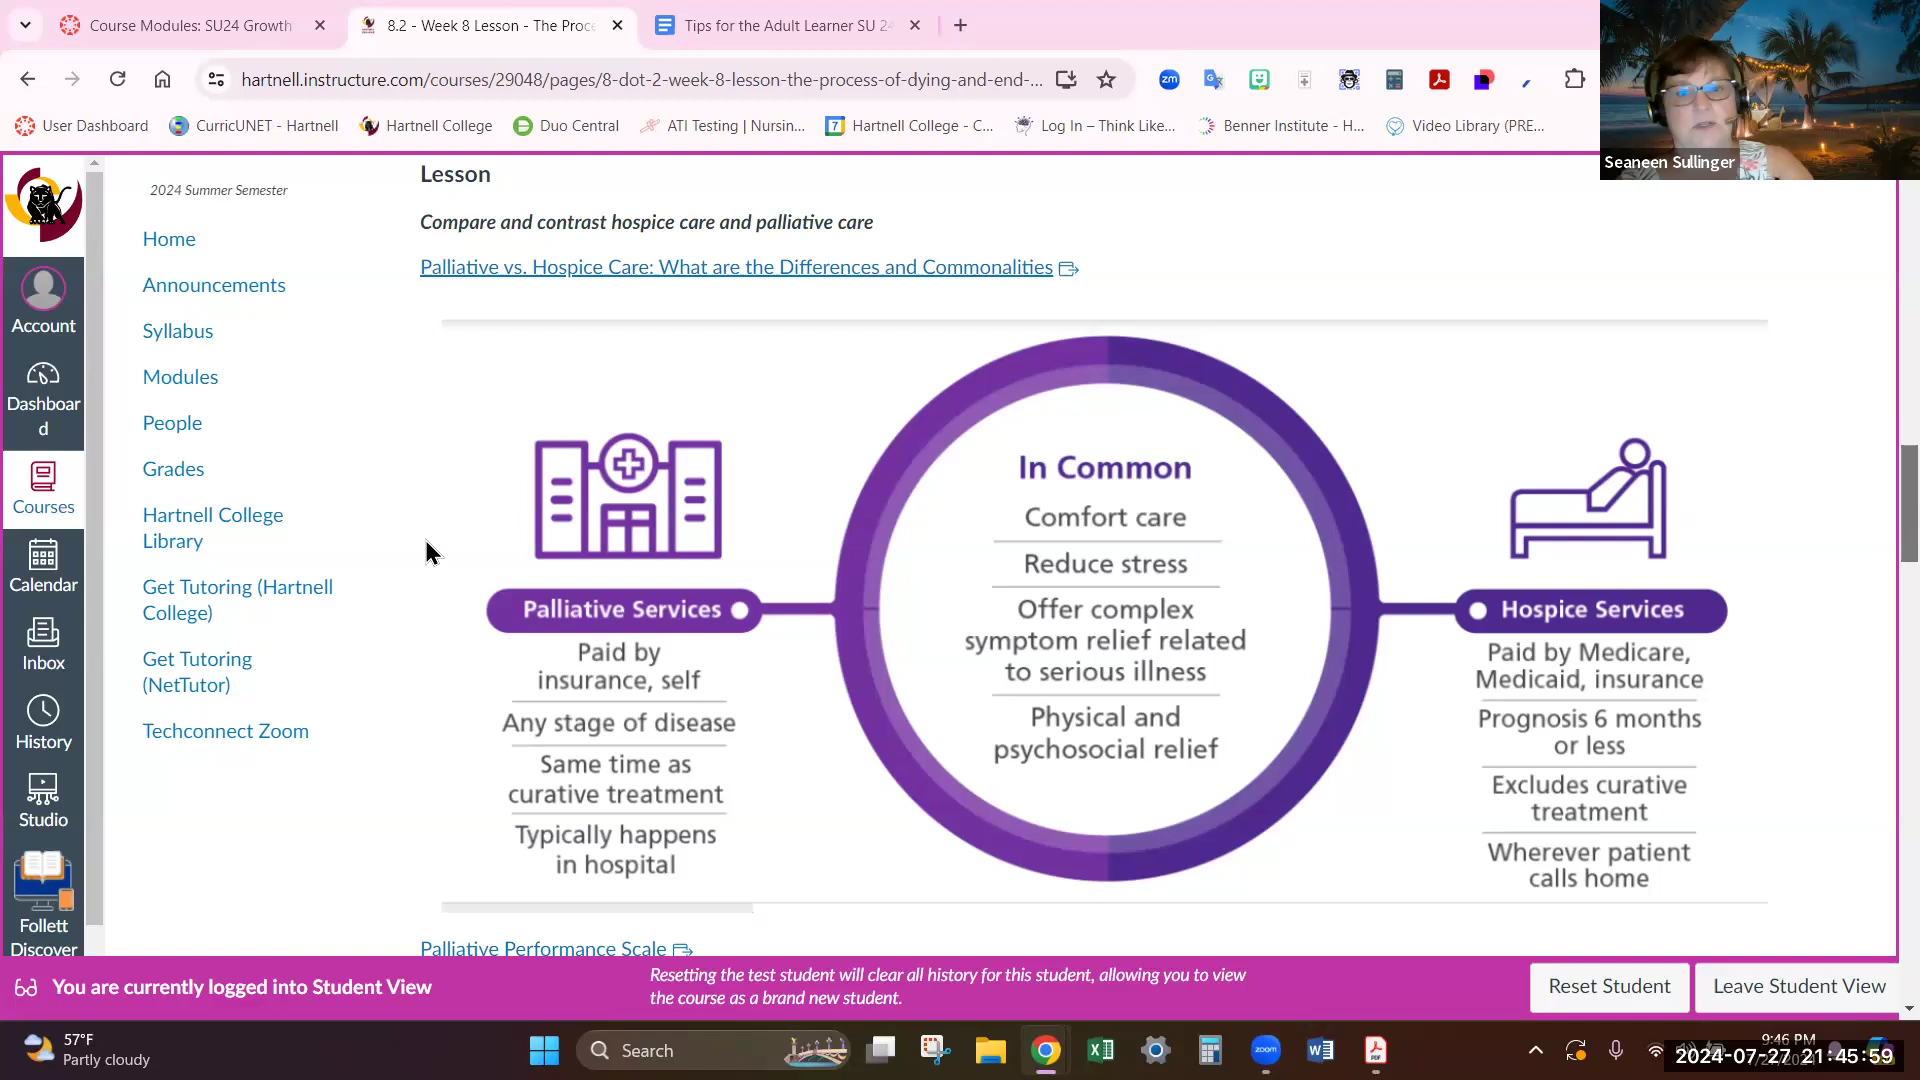 Course Modules: SU24 Growth
8.2 - Week 8 Lesson - The Proce
Tips for the Adult Learner SU 24
hartnell.instructure.com/courses/29048/pages/8-dot-2-week-8-lesson-the-process-of-dying-and-end-...
zm
User Dashboard
CurricUNET - Hartnell
Hartnell College
Duo Central
ATI Testing | Nursin...
7
Hartnell College - C...
Log In – Think Like...
Benner Institute - H...
Video Library (PRE...
Seaneen Sullinger
Account
Dashboar
d
Courses
Calendar
Inbox
History
Studio
Follett
Discover
2024 Summer Semester
Home
Announcements
Syllabus
Modules
People
Grades
Hartnell College
Library
Get Tutoring (Hartnell
College)
Get Tutoring
(NetTutor)
Techconnect Zoom
Lesson
Compare and contrast hospice care and palliative care
Palliative vs. Hospice Care: What are the Differences and Commonalities
Palliative Services
Paid by
insurance, self
Any stage of disease
Same time as
curative treatment
Typically happens
in hospital
In Common
Comfort care
Reduce stress
Offer complex
symptom relief related
to serious illness
Physical and
psychosocial relief
Hospice Services
Paid by Medicare,
Medicaid, insurance
Prognosis 6 months
or less
Excludes curative
treatment
Wherever patient
calls home
Palliative Performance Scale
You are currently logged into Student View
Resetting the test student will clear all history for this student, allowing you to view
the course as a brand new student.
Reset Student
Leave Student View
57°F
Partly cloudy
Search
zoom
9:46 PM
2024-07-27 21:45:59